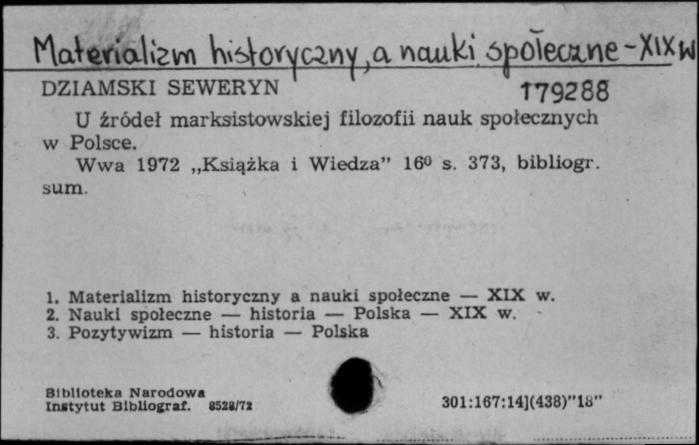 Materializm historyczny, a nauki społeczne - XIX w
DZIAMSKI SEWERYN 179288
U źródeł marksistowskiej filozofii nauk społecznych
w Polsce.
Wwa 1972 „Książka i Wiedza” 16⁰ s. 373, bibliogr.
sum.
1. Materializm historyczny a nauki społeczne — XIX w.
2. Nauki społeczne — historia — Polska — XIX w.
3. Pozytywizm — historia — Polska
Biblioteka Narodowa
Instytut Bibliograf. 8528/72 301:167:14](438)"18"